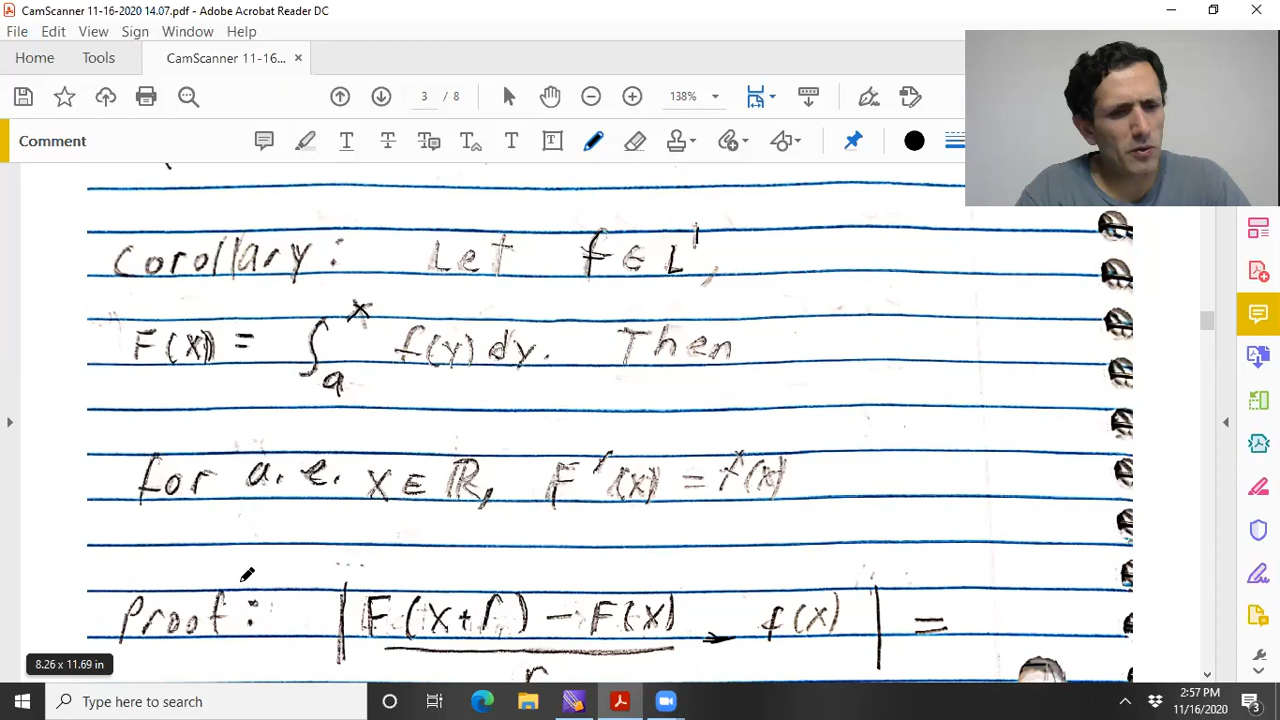 CamScanner 11-16-2020 14.07.pdf - Adobe Acrobat Reader DC
File Edit View Sign Window Help
Home Tools CamScanner 11-16... ×
3 / 8 138%
Comment
Corollary: Let f ∈ L¹,
F(x) = ∫ₐˣ f(y) dy. Then
for a.e. x ∈ ℝ, F'(x) = f(x)
Proof: | F(x+r) - F(x) / r - f(x) | =
8.26 x 11.69 in
Type here to search
2:57 PM
11/16/2020
3